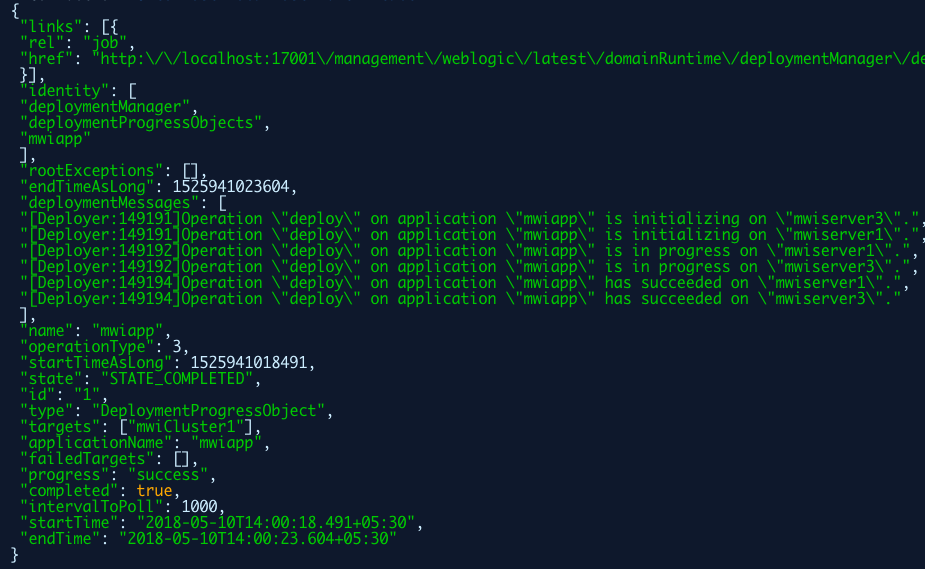 {
"links": [{
"rel": "job",
"href": "http:\/\/localhost:17001\/management\/weblogic\/latest\/domainRuntime\/deploymentManager\/de
}],
"identity": [
"deploymentManager",
"deploymentProgressObjects",
"mwiapp"
],
"rootExceptions": [],
"endTimeAsLong": 1525941023604,
"deploymentMessages": [
"[Deployer:149191]Operation \"deploy\" on application \"mwiapp\" is initializing on \"mwiserver3\".",
"[Deployer:149191]Operation \"deploy\" on application \"mwiapp\" is initializing on \"mwiserver1\".",
"[Deployer:149192]Operation \"deploy\" on application \"mwiapp\" is in progress on \"mwiserver1\".",
"[Deployer:149192]Operation \"deploy\" on application \"mwiapp\" is in progress on \"mwiserver3\".",
"[Deployer:149194]Operation \"deploy\" on application \"mwiapp\" has succeeded on \"mwiserver1\".",
"[Deployer:149194]Operation \"deploy\" on application \"mwiapp\" has succeeded on \"mwiserver3\"."
],
"name": "mwiapp",
"operationType": 3,
"startTimeAsLong": 1525941018491,
"state": "STATE_COMPLETED",
"id": "1",
"type": "DeploymentProgressObject",
"targets": ["mwiCluster1"],
"applicationName": "mwiapp",
"failedTargets": [],
"progress": "success",
"completed": true,
"intervalToPoll": 1000,
"startTime": "2018-05-10T14:00:18.491+05:30",
"endTime": "2018-05-10T14:00:23.604+05:30"
}